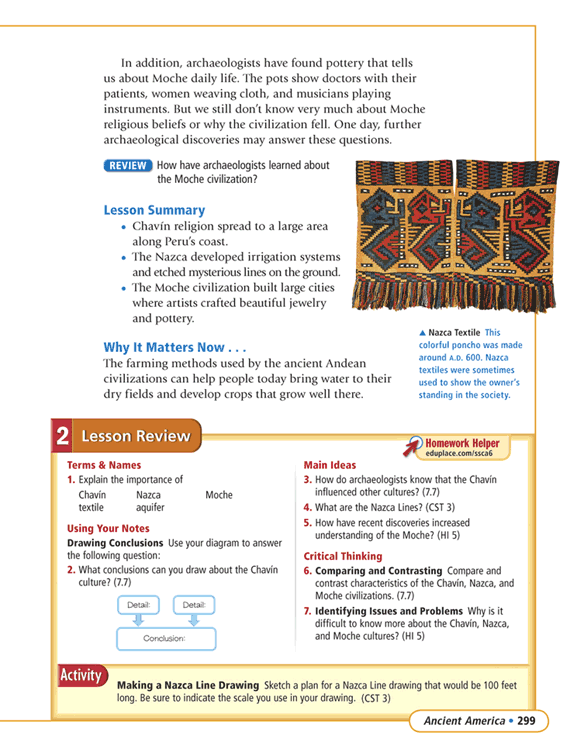 In addition, archaeologists have found pottery that tells
us about Moche daily life. The pots show doctors with their
patients, women weaving cloth, and musicians playing
instruments. But we still don't know very much about Moche
religious beliefs or why the civilization fell. One day, further
archaeological discoveries may answer these questions.
REVIEW How have archaeologists learned about
the Moche civilization?
Lesson Summary
• Chavín religion spread to a large area
along Peru's coast.
• The Nazca developed irrigation systems
and etched mysterious lines on the ground.
• The Moche civilization built large cities
where artists crafted beautiful jewelry
and pottery.
Why It Matters Now . . .
The farming methods used by the ancient Andean
civilizations can help people today bring water to their
dry fields and develop crops that grow well there.
▲ Nazca Textile This
colorful poncho was made
around A.D. 600. Nazca
textiles were sometimes
used to show the owner's
standing in the society.
2 Lesson Review
Homework Helper
eduplace.com/ssca6
Terms & Names
1. Explain the importance of
Chavín Nazca Moche
textile aquifer
Using Your Notes
Drawing Conclusions Use your diagram to answer
the following question:
2. What conclusions can you draw about the Chavín
culture? (7.7)
Detail: Detail:
Conclusion:
Main Ideas
3. How do archaeologists know that the Chavín
influenced other cultures? (7.7)
4. What are the Nazca Lines? (CST 3)
5. How have recent discoveries increased
understanding of the Moche? (HI 5)
Critical Thinking
6. Comparing and Contrasting Compare and
contrast characteristics of the Chavín, Nazca, and
Moche civilizations. (7.7)
7. Identifying Issues and Problems Why is it
difficult to know more about the Chavín, Nazca,
and Moche cultures? (HI 5)
Activity
Making a Nazca Line Drawing Sketch a plan for a Nazca Line drawing that would be 100 feet
long. Be sure to indicate the scale you use in your drawing. (CST 3)
Ancient America • 299